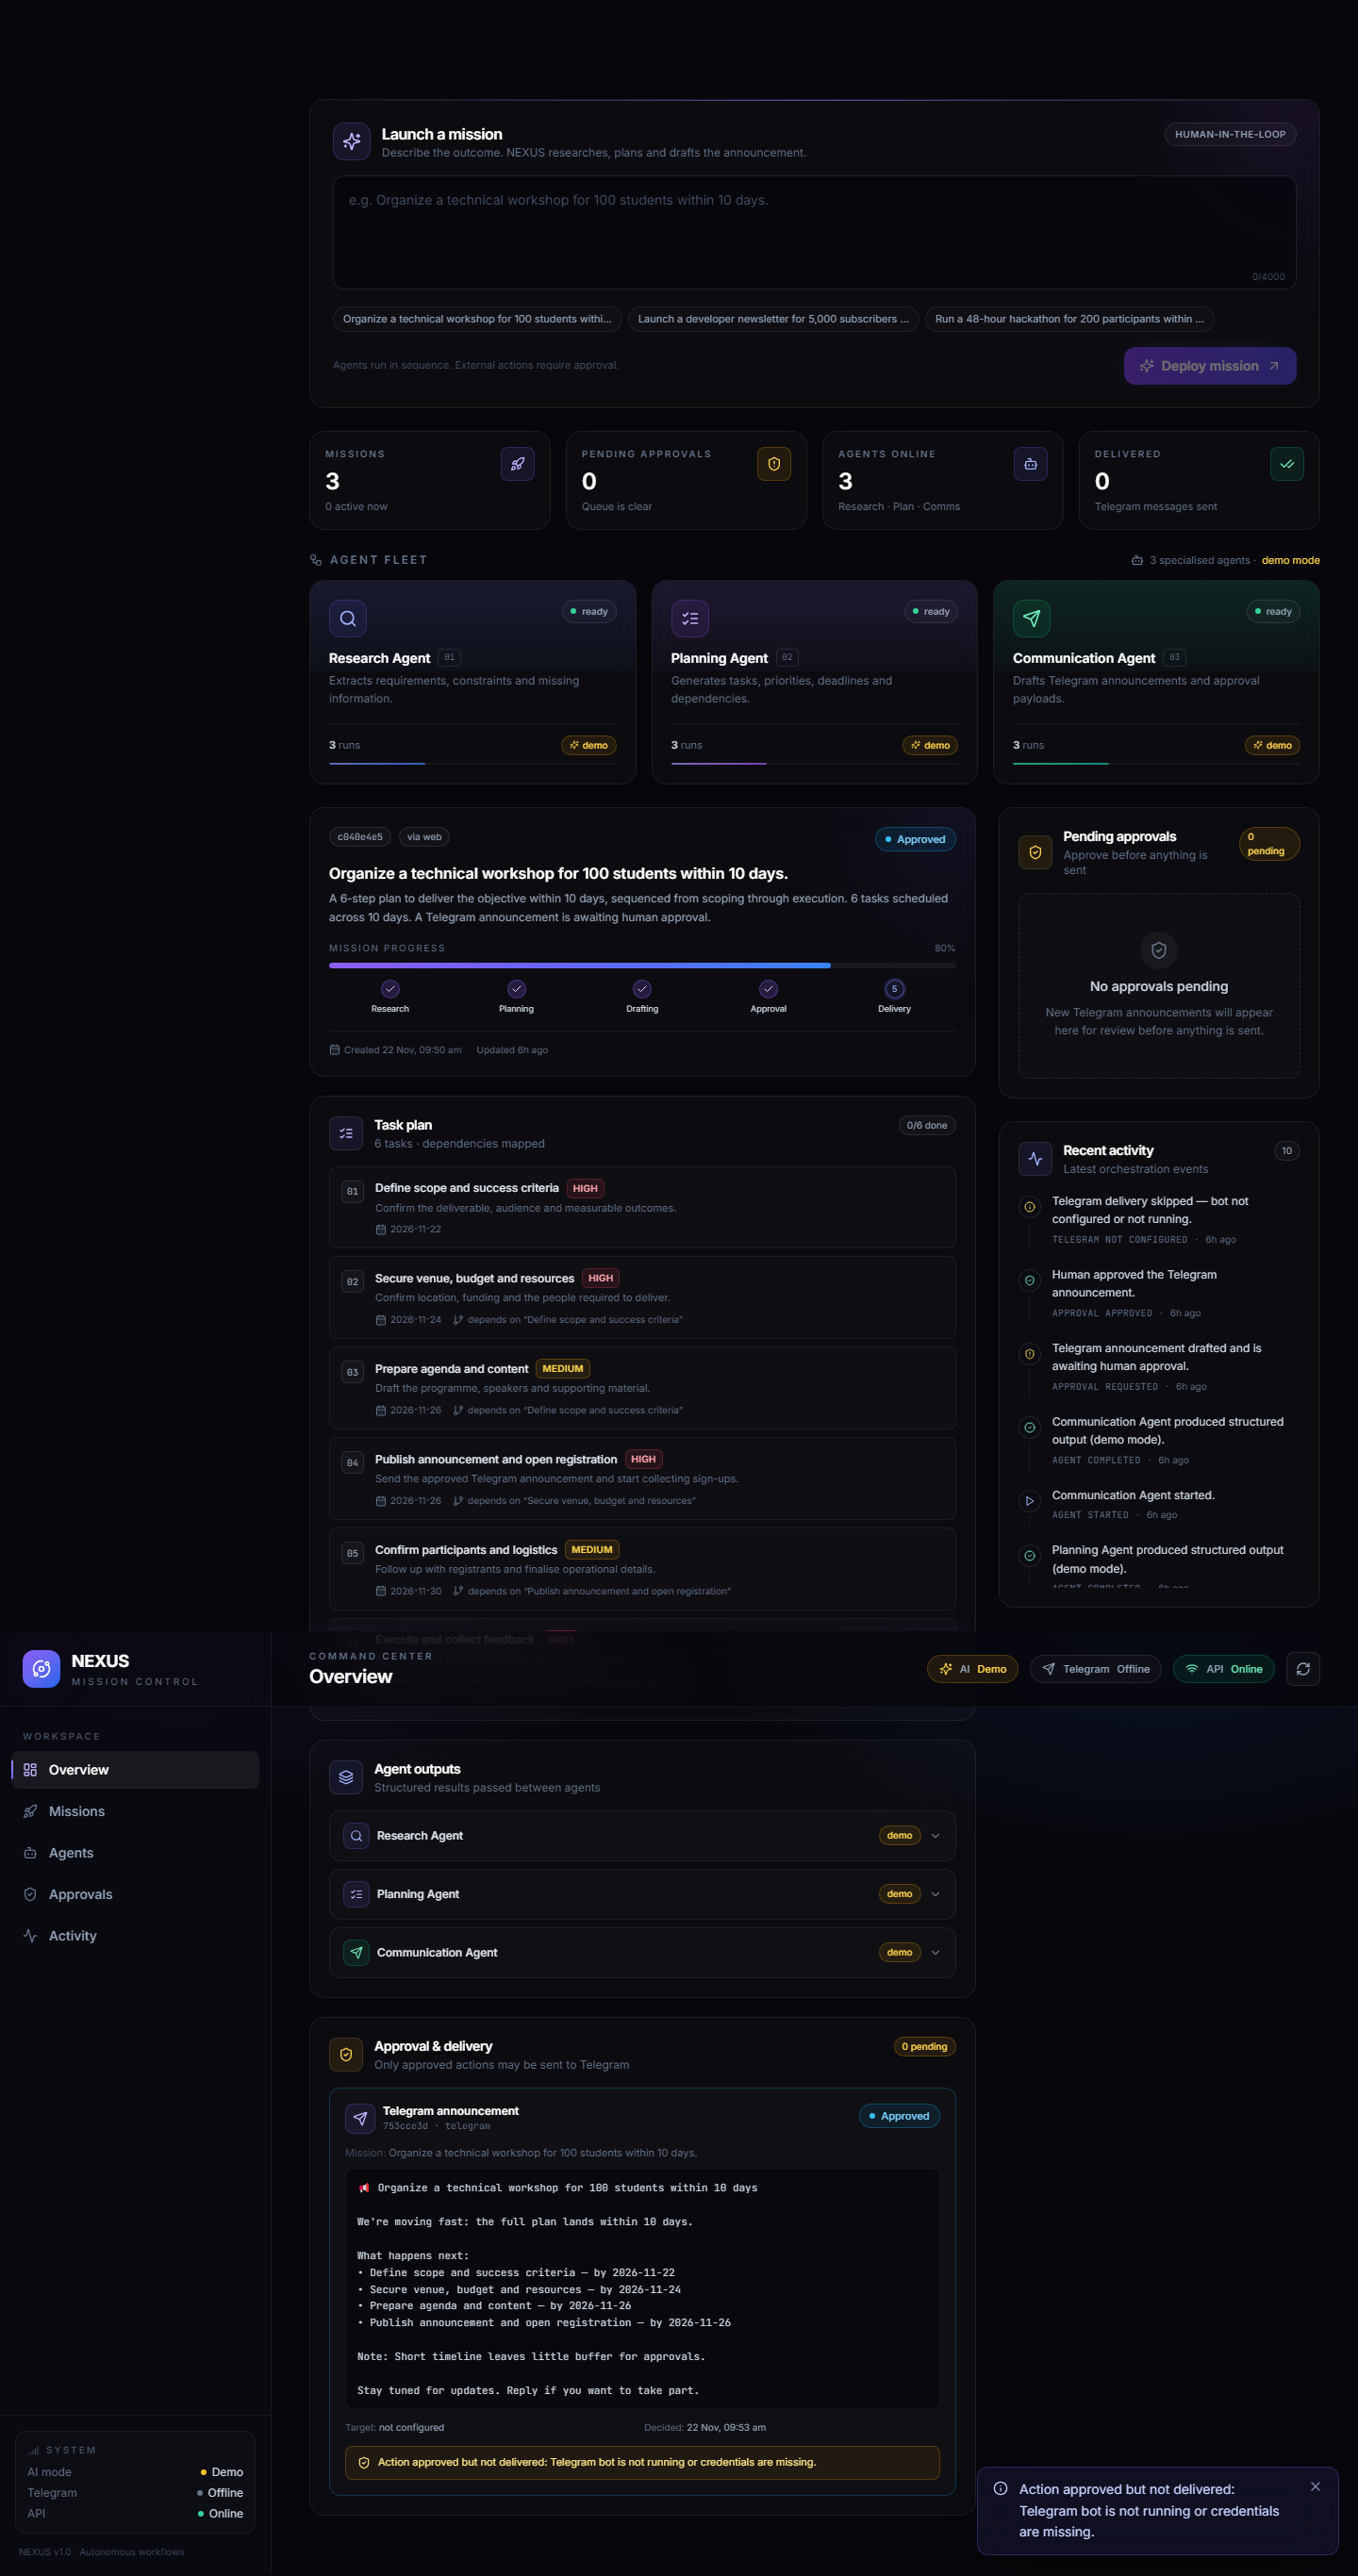 Launch a mission
Describe the outcome. NEXUS researches, plans and drafts the announcement.
HUMAN-IN-THE-LOOP
e.g. Organize a technical workshop for 100 students within 10 days.
0/4000
Organize a technical workshop for 100 students withi...
Launch a developer newsletter for 5,000 subscribers ...
Run a 48-hour hackathon for 200 participants within ...
Agents run in sequence. External actions require approval.
Deploy mission
MISSIONS
3
0 active now
PENDING APPROVALS
0
Queue is clear
AGENTS ONLINE
3
Research · Plan · Comms
DELIVERED
0
Telegram messages sent
AGENT FLEET
3 specialised agents · demo mode
ready
Research Agent 01
Extracts requirements, constraints and missing
information.
3 runs
demo
ready
Planning Agent 02
Generates tasks, priorities, deadlines and
dependencies.
3 runs
demo
ready
Communication Agent 03
Drafts Telegram announcements and approval
payloads.
3 runs
demo
c040e4e5
via web
Approved
Organize a technical workshop for 100 students within 10 days.
A 6-step plan to deliver the objective within 10 days, sequenced from scoping through execution. 6 tasks scheduled
across 10 days. A Telegram announcement is awaiting human approval.
MISSION PROGRESS
80%
Research
Planning
Drafting
Approval
5
Delivery
Created 22 Nov, 09:50 am
Updated 6h ago
Pending approvals
Approve before anything is
sent
0
pending
No approvals pending
New Telegram announcements will appear
here for review before anything is sent.
Task plan
6 tasks · dependencies mapped
0/6 done
01
Define scope and success criteria HIGH
Confirm the deliverable, audience and measurable outcomes.
2026-11-22
02
Secure venue, budget and resources HIGH
Confirm location, funding and the people required to deliver.
2026-11-24 depends on “Define scope and success criteria”
03
Prepare agenda and content MEDIUM
Draft the programme, speakers and supporting material.
2026-11-26 depends on “Define scope and success criteria”
04
Publish announcement and open registration HIGH
Send the approved Telegram announcement and start collecting sign-ups.
2026-11-26 depends on “Secure venue, budget and resources”
05
Confirm participants and logistics MEDIUM
Follow up with registrants and finalise operational details.
2026-11-30 depends on “Publish announcement and open registration”
Execute and collect feedback HIGH
Recent activity
Latest orchestration events
10
Telegram delivery skipped — bot not
configured or not running.
TELEGRAM NOT CONFIGURED · 6h ago
Human approved the Telegram
announcement.
APPROVAL APPROVED · 6h ago
Telegram announcement drafted and is
awaiting human approval.
APPROVAL REQUESTED · 6h ago
Communication Agent produced structured
output (demo mode).
AGENT COMPLETED · 6h ago
Communication Agent started.
AGENT STARTED · 6h ago
Planning Agent produced structured output
(demo mode).
AGENT COMPLETED · 6h ago
NEXUS
MISSION CONTROL
COMMAND CENTER
Overview
AI Demo
Telegram Offline
API Online
WORKSPACE
Overview
Missions
Agents
Approvals
Activity
Agent outputs
Structured results passed between agents
Research Agent
demo
Planning Agent
demo
Communication Agent
demo
Approval & delivery
Only approved actions may be sent to Telegram
0 pending
Telegram announcement
753cce3d · telegram
Approved
Mission: Organize a technical workshop for 100 students within 10 days.
📢 Organize a technical workshop for 100 students within 10 days
We're moving fast: the full plan lands within 10 days.
What happens next:
• Define scope and success criteria — by 2026-11-22
• Secure venue, budget and resources — by 2026-11-24
• Prepare agenda and content — by 2026-11-26
• Publish announcement and open registration — by 2026-11-26
Note: Short timeline leaves little buffer for approvals.
Stay tuned for updates. Reply if you want to take part.
Target: not configured
Decided: 22 Nov, 09:53 am
Action approved but not delivered: Telegram bot is not running or credentials are missing.
SYSTEM
AI mode
Demo
Telegram
Offline
API
Online
NEXUS v1.0 · Autonomous workflows
Action approved but not delivered:
Telegram bot is not running or credentials
are missing.